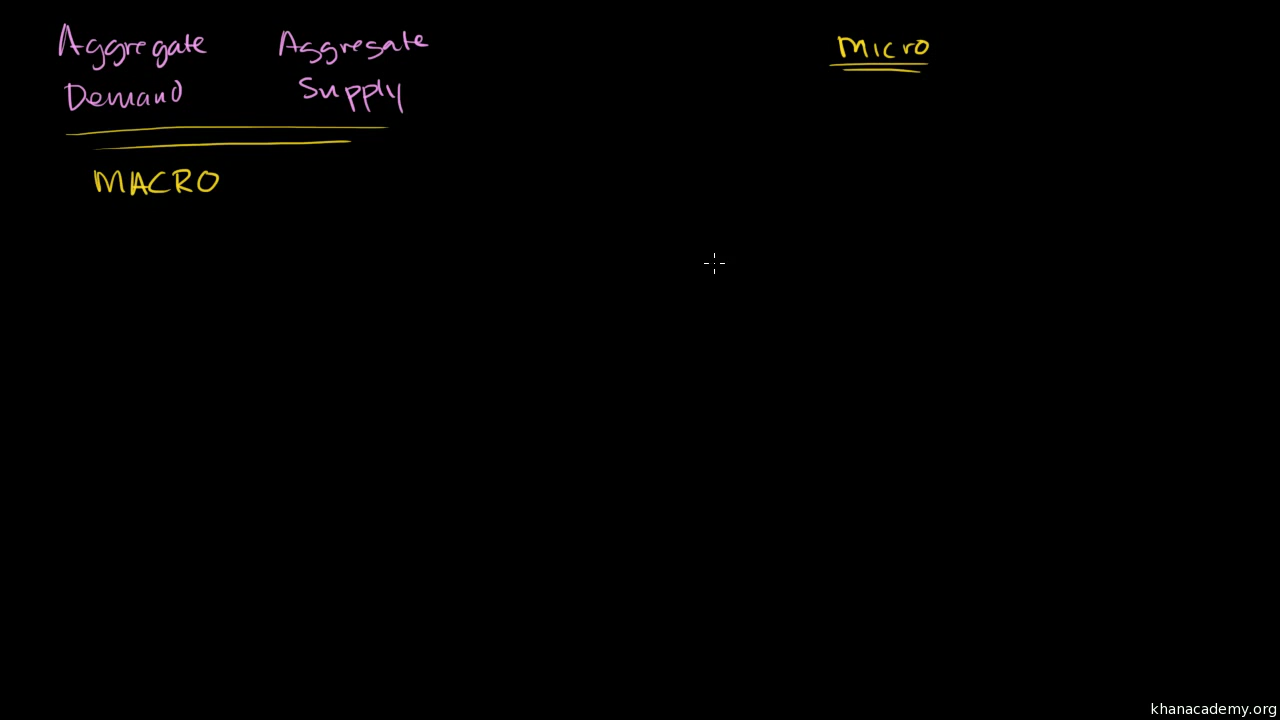 Aggregate Aggregate
Demand Supply
MACRO
Micro
khanacademy.org